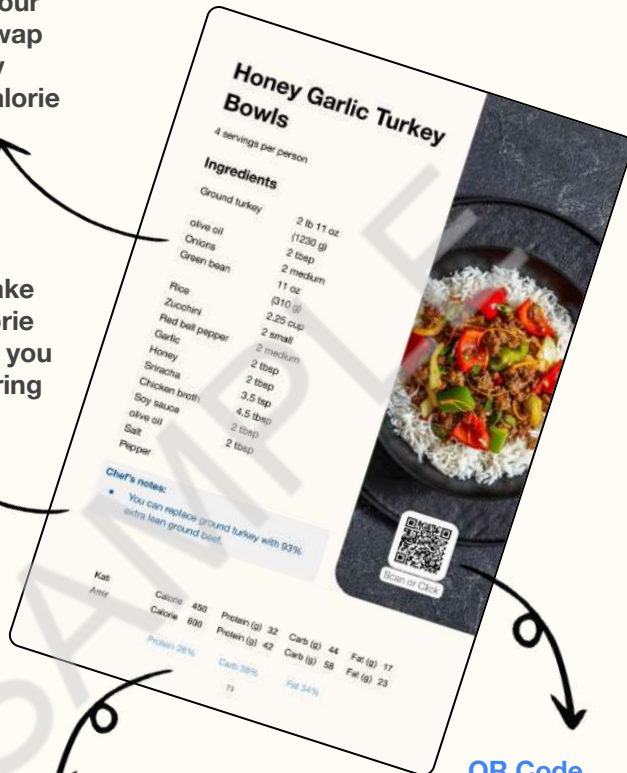 our
wap
y
alorie
ake
rie
you
ring
Honey Garlic Turkey
Bowls
4 servings per person
Ingredients
Ground turkey 2 lb 11 oz
(1230 g)
olive oil 2 tbsp
Onions 2 medium
Green bean 11 oz
(310 g)
Rice 2.25 cup
Zucchini 2 small
Red bell pepper 2 medium
Garlic 2 tbsp
Honey 2 tbsp
Sriracha 3.5 tsp
Chicken broth 4.5 tbsp
Soy sauce 2 tbsp
olive oil 2 tbsp
Salt
Pepper
Chef's notes:
• You can replace ground turkey with 93%
extra lean ground beef.
Scan or Click
Kati Calorie 450 Protein (g) 32 Carb (g) 44 Fat (g) 17
Amir Calorie 600 Protein (g) 42 Carb (g) 58 Fat (g) 23
Protein 28% Carb 38% Fat 34%
73
QR Code
SAMPLE